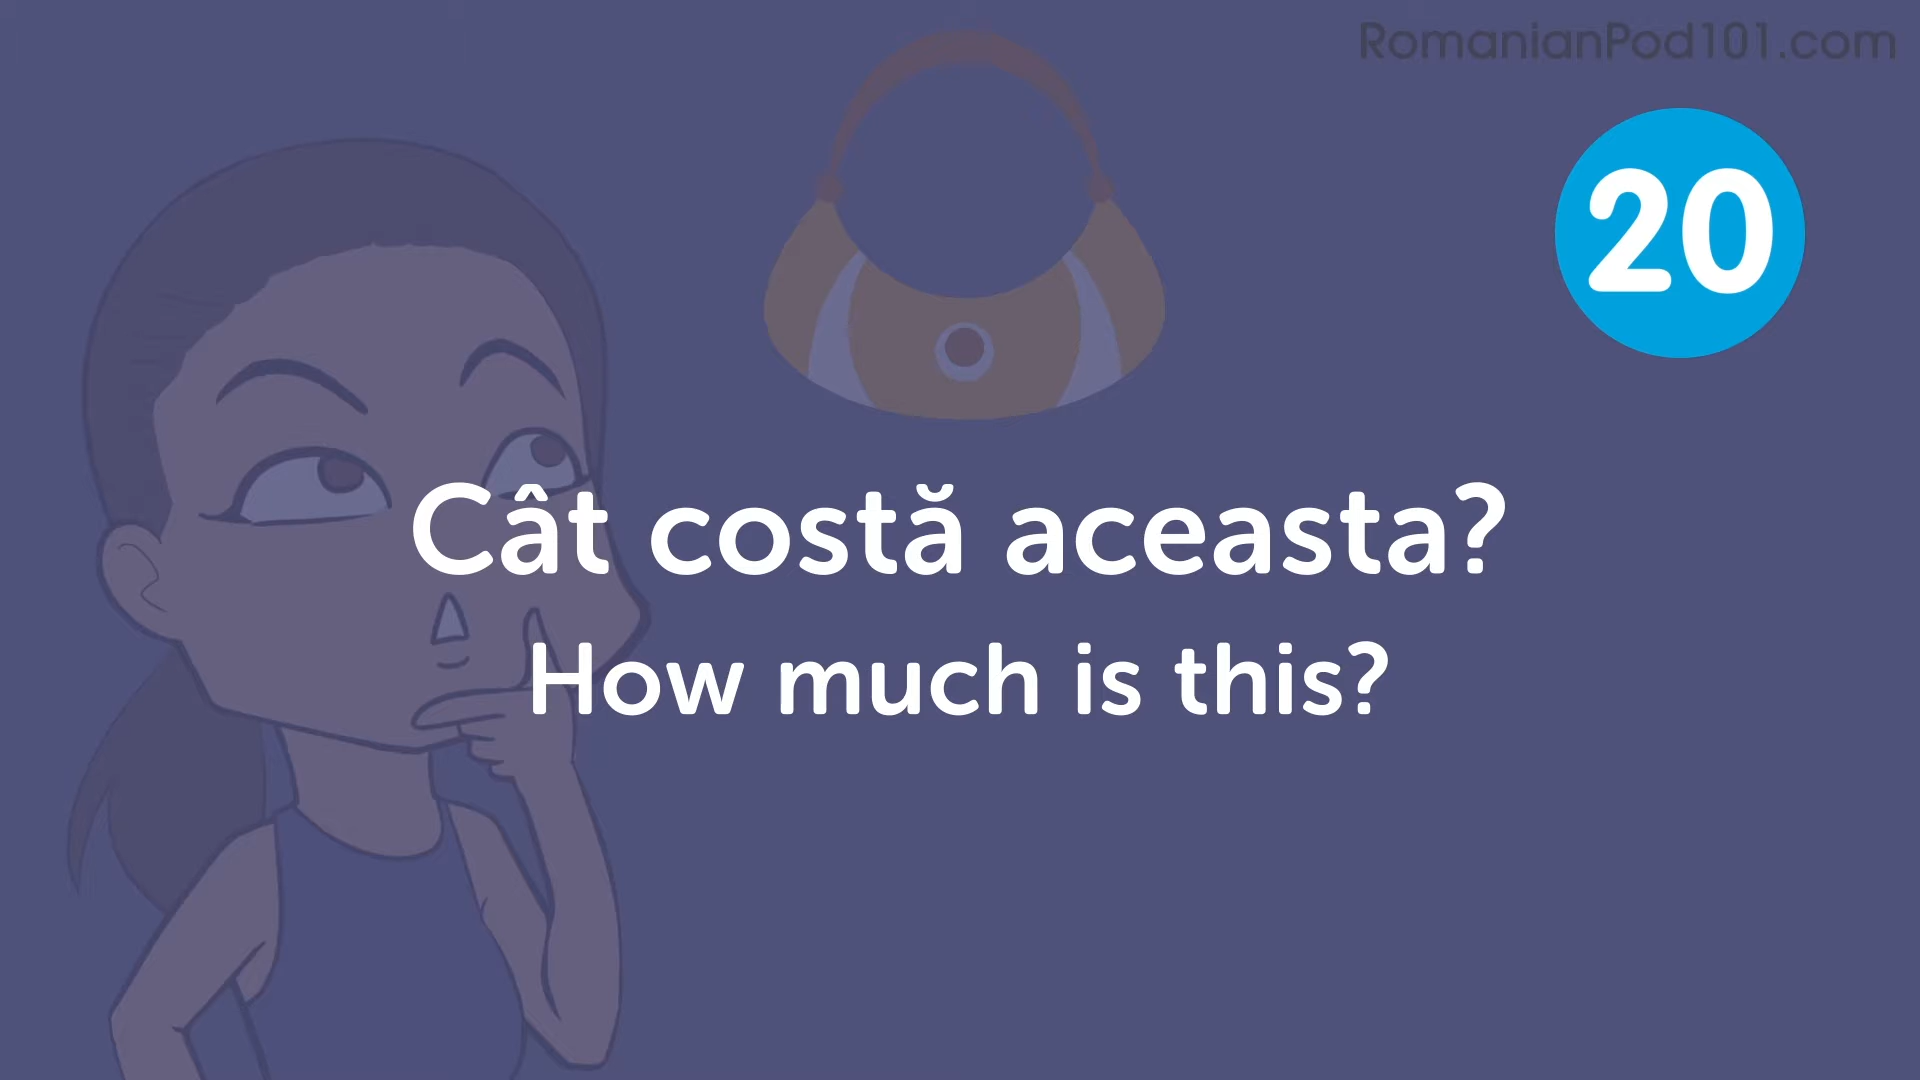 RomanianPod101.com
20
Cât costă aceasta?
How much is this?